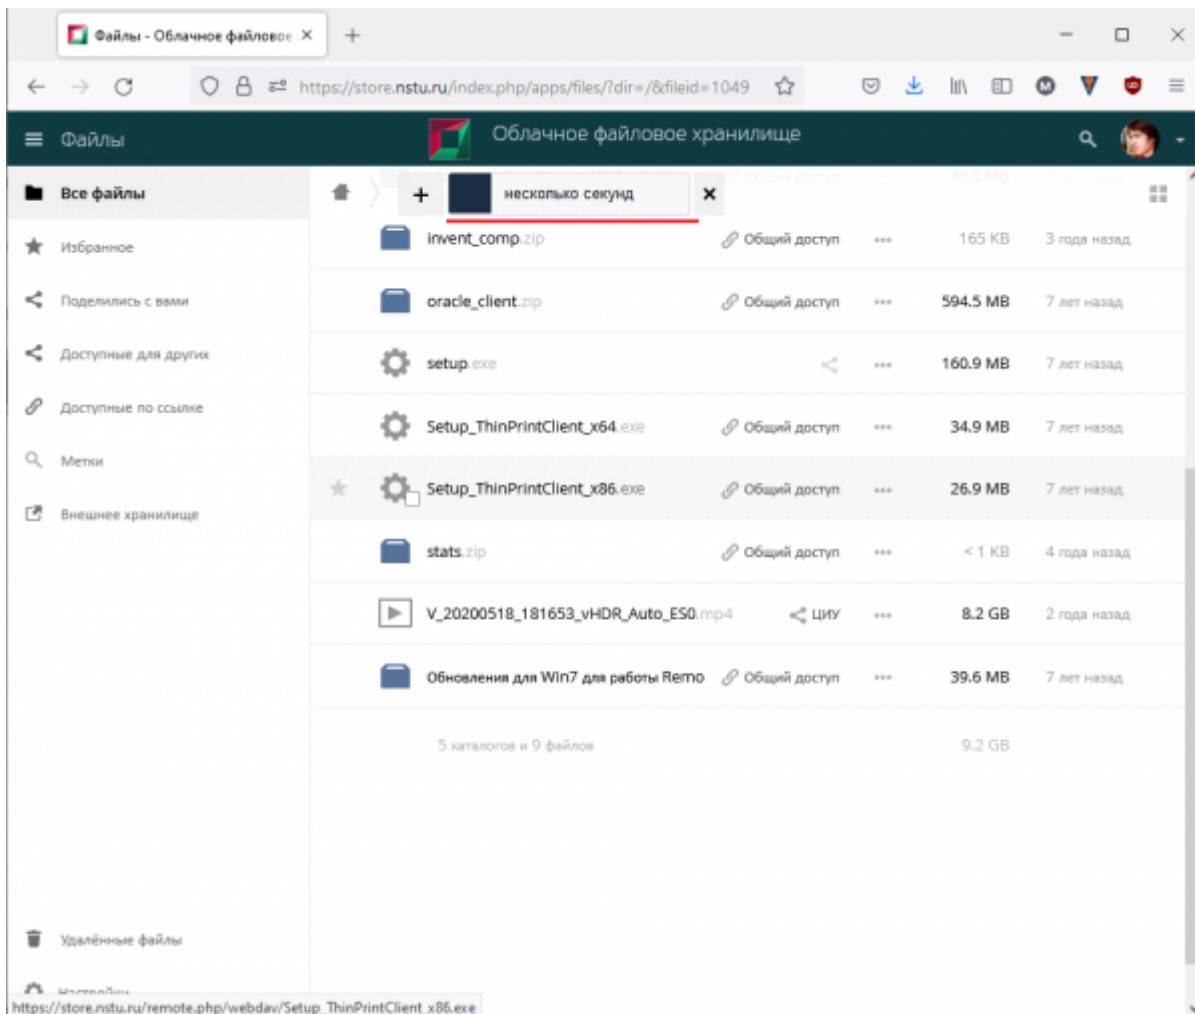 Файлы - Облачное файловое
https://store.nstu.ru/index.php/apps/files/?dir=/&fileid=1049
Файлы
Облачное файловое хранилище
Все файлы
несколько секунд
45.8 MB
Избранное
invent_comp.zip Общий доступ 165 KB 3 года назад
Поделились с вами
oracle_client.zip Общий доступ 594.5 MB 7 лет назад
Доступные для других
setup.exe 160.9 MB 7 лет назад
Доступные по ссылке
Setup_ThinPrintClient_x64.exe Общий доступ 34.9 MB 7 лет назад
Метки
Setup_ThinPrintClient_x86.exe Общий доступ 26.9 MB 7 лет назад
Внешнее хранилище
stats.zip Общий доступ < 1 KB 4 года назад
V_20200518_181653_vHDR_Auto_ES0.mp4 ЦИУ 8.2 GB 2 года назад
Обновления для Win7 для работы Remo Общий доступ 39.6 MB 7 лет назад
5 каталогов и 9 файлов 9.2 GB
Удалённые файлы
Настройки
https://store.nstu.ru/remote.php/webdav/Setup_ThinPrintClient_x86.exe